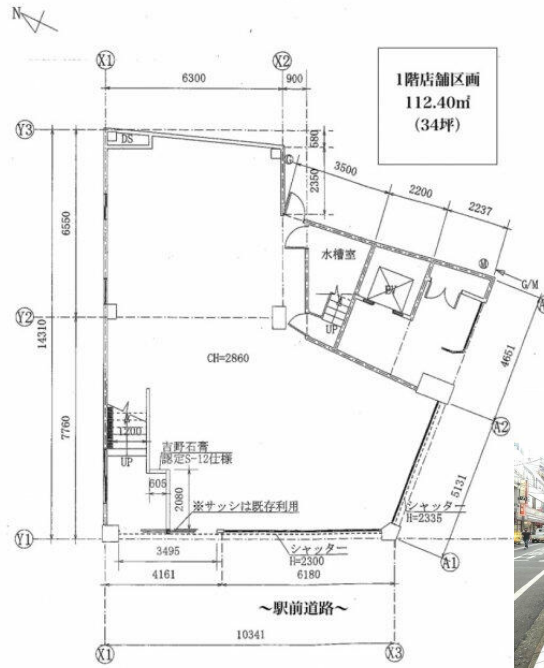 N
X1
X2
6300
900
1階店舗区画
112.40㎡
(34坪)
Y3
DS
580
2350
3500
2200
2237
6550
水槽室
M
G/M
EV
UP
Y2
14310
CH=2860
4651
A2
7760
1200
UP
吉野石膏
認定S-12仕様
605
2080
※サッシは既存利用
シャッター
H=2335
5131
Y1
シャッター
H=2300
A1
3495
4161
6180
～駅前道路～
10341
X1
X3